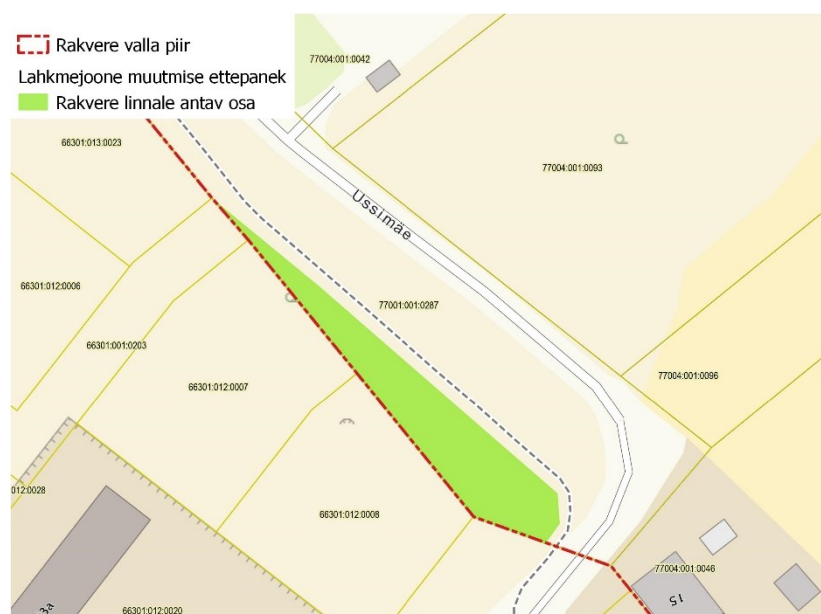 Rakvere valla piir
Lahkmejoone muutmise ettepanek
Rakvere linnale antav osa
77004:001:0042
66301:013:0023
77004:001:0093
Ussimäe
66301:012:0006
77001:001:0287
66301:001:0203
77004:001:0096
66301:012:0007
012:0028
66301:012:0008
77004:001:0046
15
3a
66301:012:0020